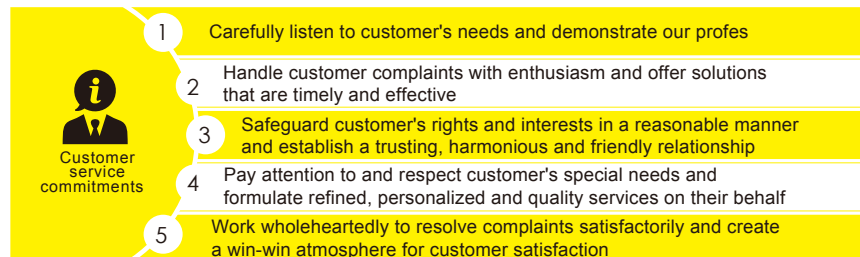 Customer
service
commitments
1
Carefully listen to customer's needs and demonstrate our profes
2
Handle customer complaints with enthusiasm and offer solutions
that are timely and effective
3
Safeguard customer's rights and interests in a reasonable manner
and establish a trusting, harmonious and friendly relationship
4
Pay attention to and respect customer's special needs and
formulate refined, personalized and quality services on their behalf
5
Work wholeheartedly to resolve complaints satisfactorily and create
a win-win atmosphere for customer satisfaction